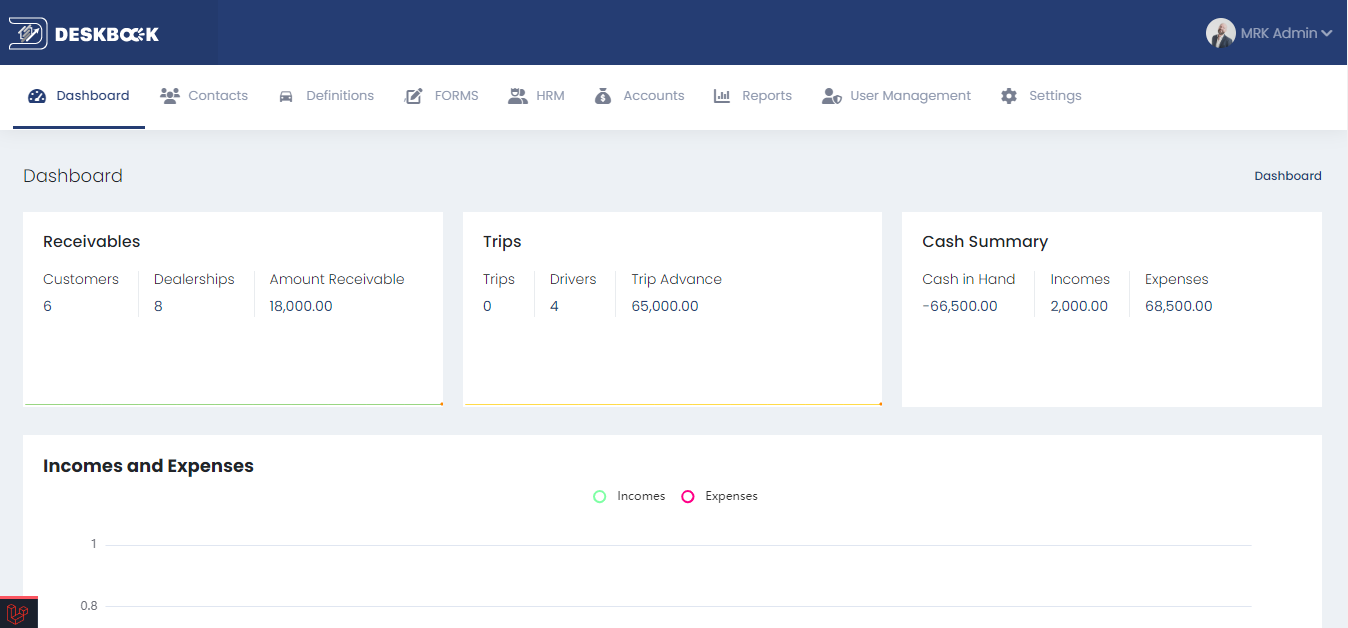 DESKBOOK
MRK Admin
Dashboard Contacts Definitions FORMS HRM Accounts Reports User Management Settings
Dashboard
Dashboard
Receivables
Customers Dealerships Amount Receivable
6 8 18,000.00
Trips
Trips Drivers Trip Advance
0 4 65,000.00
Cash Summary
Cash in Hand Incomes Expenses
-66,500.00 2,000.00 68,500.00
Incomes and Expenses
Incomes Expenses
1
0.8